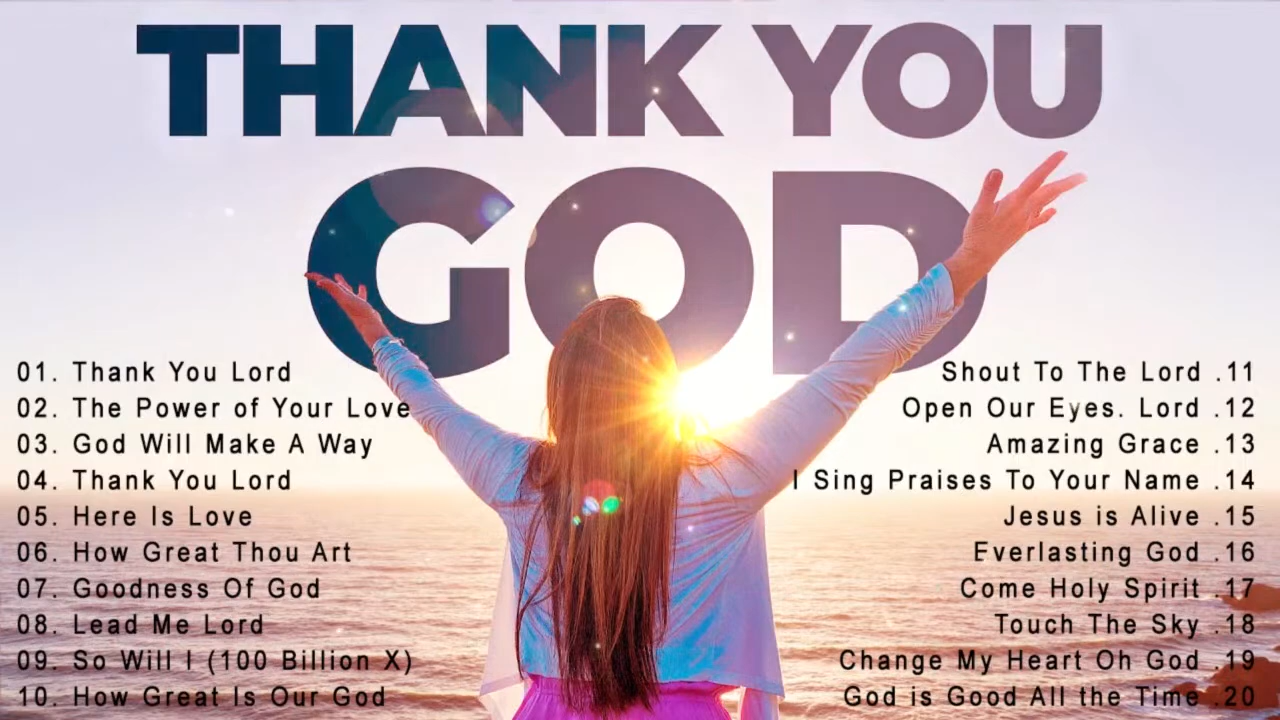 THANK YOU
GOD
01. Thank You Lord
02. The Power of Your Love
03. God Will Make A Way
04. Thank You Lord
05. Here Is Love
06. How Great Thou Art
07. Goodness Of God
08. Lead Me Lord
09. So Will I (100 Billion X)
10. How Great Is Our God
Shout To The Lord .11
Open Our Eyes. Lord .12
Amazing Grace .13
I Sing Praises To Your Name .14
Jesus is Alive .15
Everlasting God .16
Come Holy Spirit .17
Touch The Sky .18
Change My Heart Oh God .19
God is Good All the Time .20